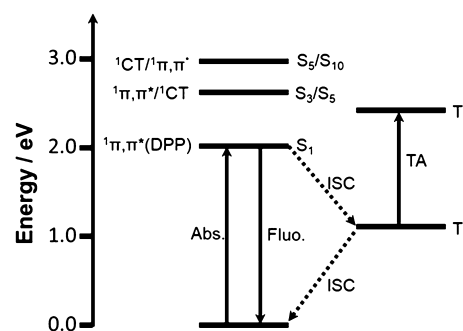 3.0
¹CT/¹π,π*
S₅/S₁₀
¹π,π*/¹CT
S₃/S₅
T
2.0
¹π,π*(DPP)
S₁
Energy / eV
ISC
TA
1.0
Abs.
Fluo.
T
ISC
0.0